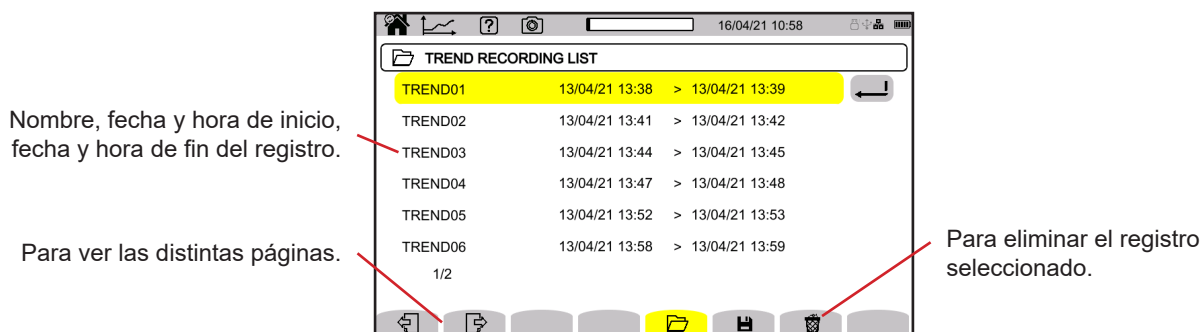 16/04/21 10:58
TREND RECORDING LIST
TREND01 13/04/21 13:38 > 13/04/21 13:39
TREND02 13/04/21 13:41 > 13/04/21 13:42
Nombre, fecha y hora de inicio,
fecha y hora de fin del registro.
TREND03 13/04/21 13:44 > 13/04/21 13:45
TREND04 13/04/21 13:47 > 13/04/21 13:48
TREND05 13/04/21 13:52 > 13/04/21 13:53
TREND06 13/04/21 13:58 > 13/04/21 13:59
Para ver las distintas páginas.
1/2
Para eliminar el registro
seleccionado.